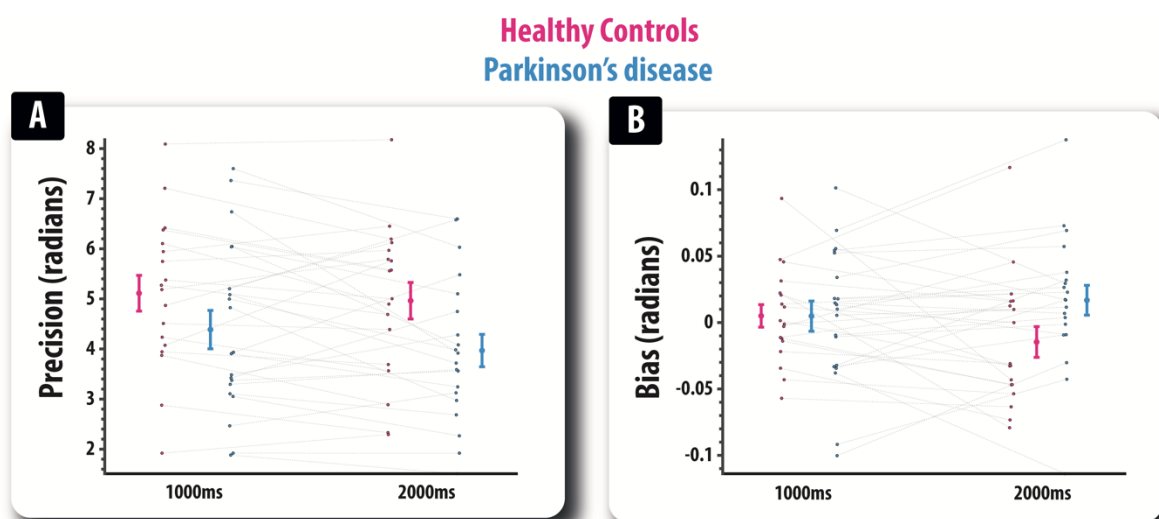 Healthy Controls
Parkinson's disease
A
Precision (radians)
8
7
6
5
4
3
2
1000ms
2000ms
B
Bias (radians)
0.1
0.05
0
-0.05
-0.1
1000ms
2000ms